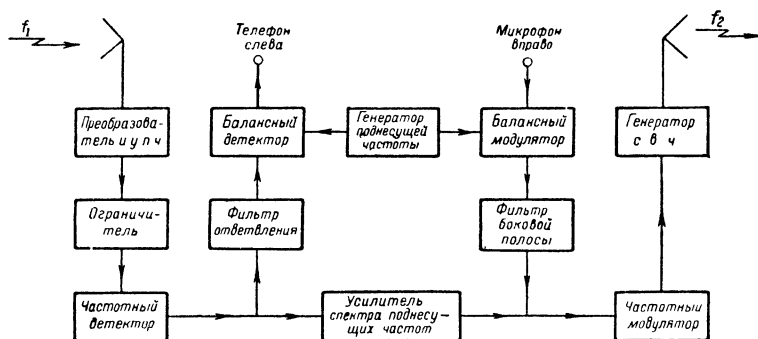 f₁
Телефон
слева
Микрофон
вправо
f₂
Преобразова-
тель и у п ч
Балансный
детектор
Генератор
поднесущей
частоты
Балансный
модулятор
Генератор
с в ч
Ограничи-
тель
Фильтр
ответвления
Фильтр
боковой
полосы
Частотный
детектор
Усилитель
спектра поднесу-
щих частот
Частотный
модулятор